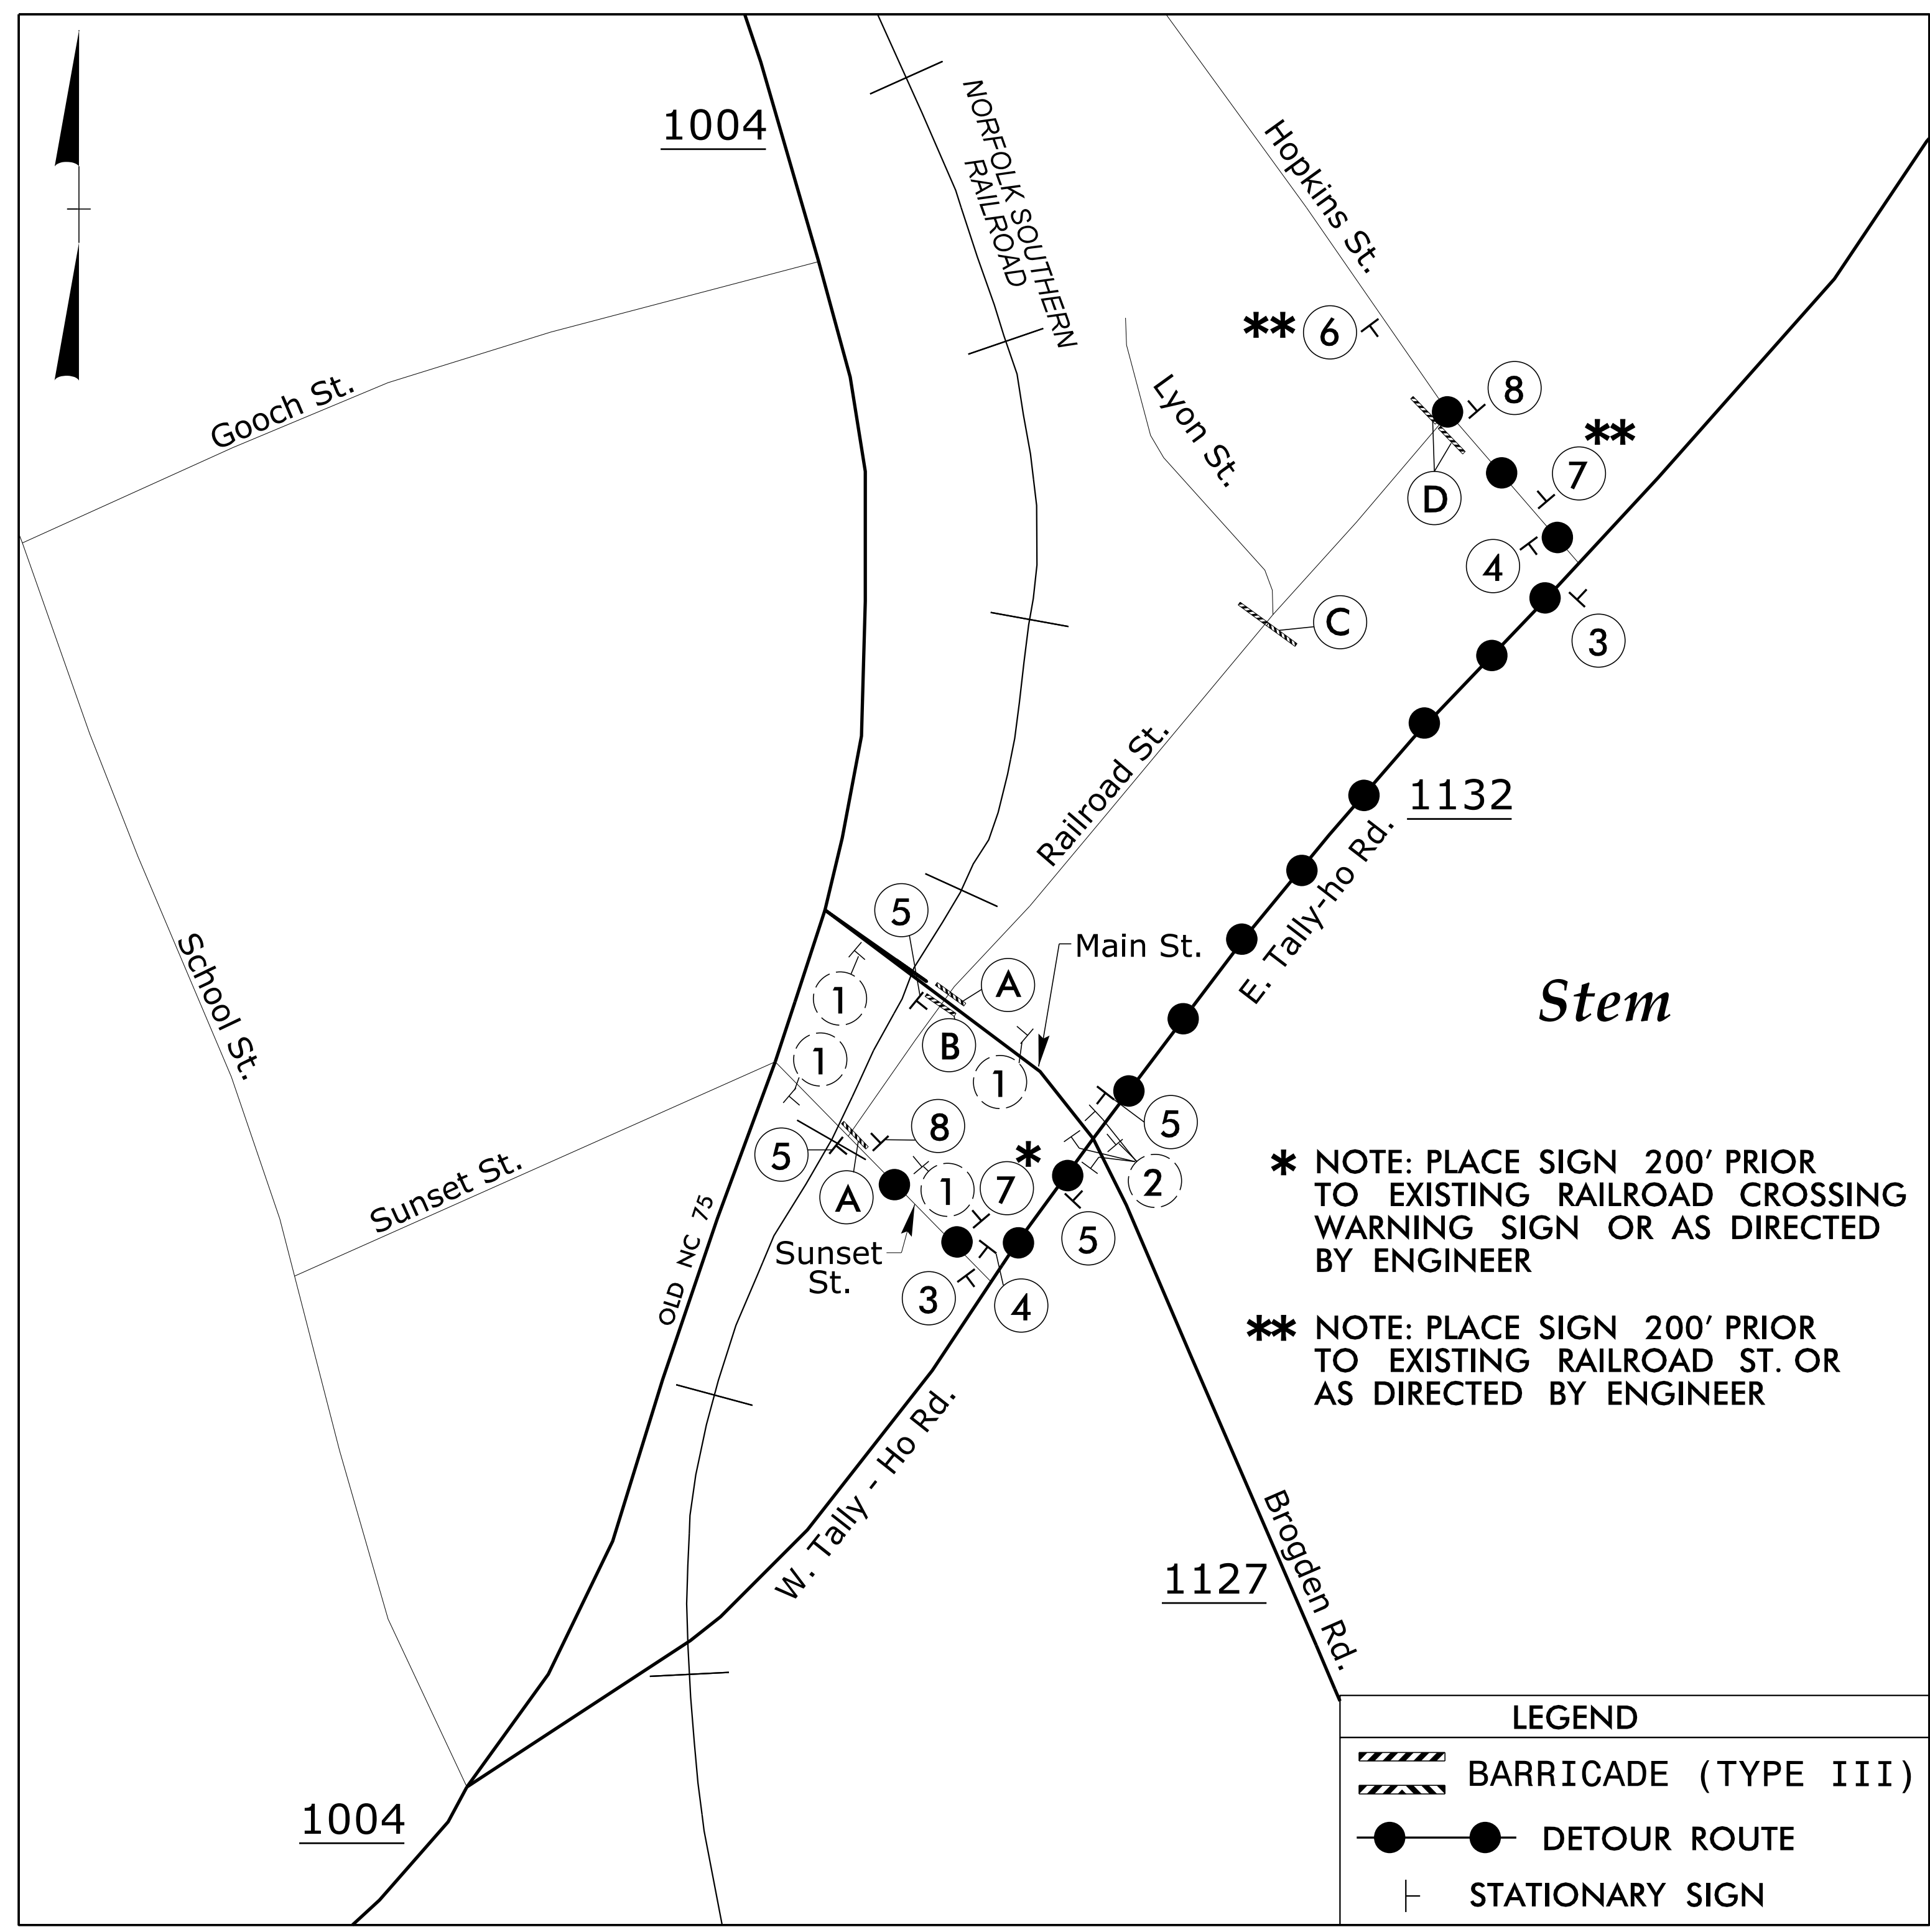 1004
NORFOLK SOUTHERN
RAILROAD
Hopkins St.
** 6
8
**
7
Gooch St.
Lyon St.
D
4
C
3
Railroad St.
1132
E. Tally-ho Rd.
5
Main St.
A
School St.
1
B
1
1
Stem
5
8
5
*
A
1
7
2
Sunset St.
OLD NC 75
Sunset
St.
5
3
4
* NOTE: PLACE SIGN 200' PRIOR
TO EXISTING RAILROAD CROSSING
WARNING SIGN OR AS DIRECTED
BY ENGINEER
** NOTE: PLACE SIGN 200' PRIOR
TO EXISTING RAILROAD ST. OR
AS DIRECTED BY ENGINEER
W. Tally - Ho Rd.
1127
Brogden Rd.
1004
LEGEND
BARRICADE (TYPE III)
DETOUR ROUTE
STATIONARY SIGN